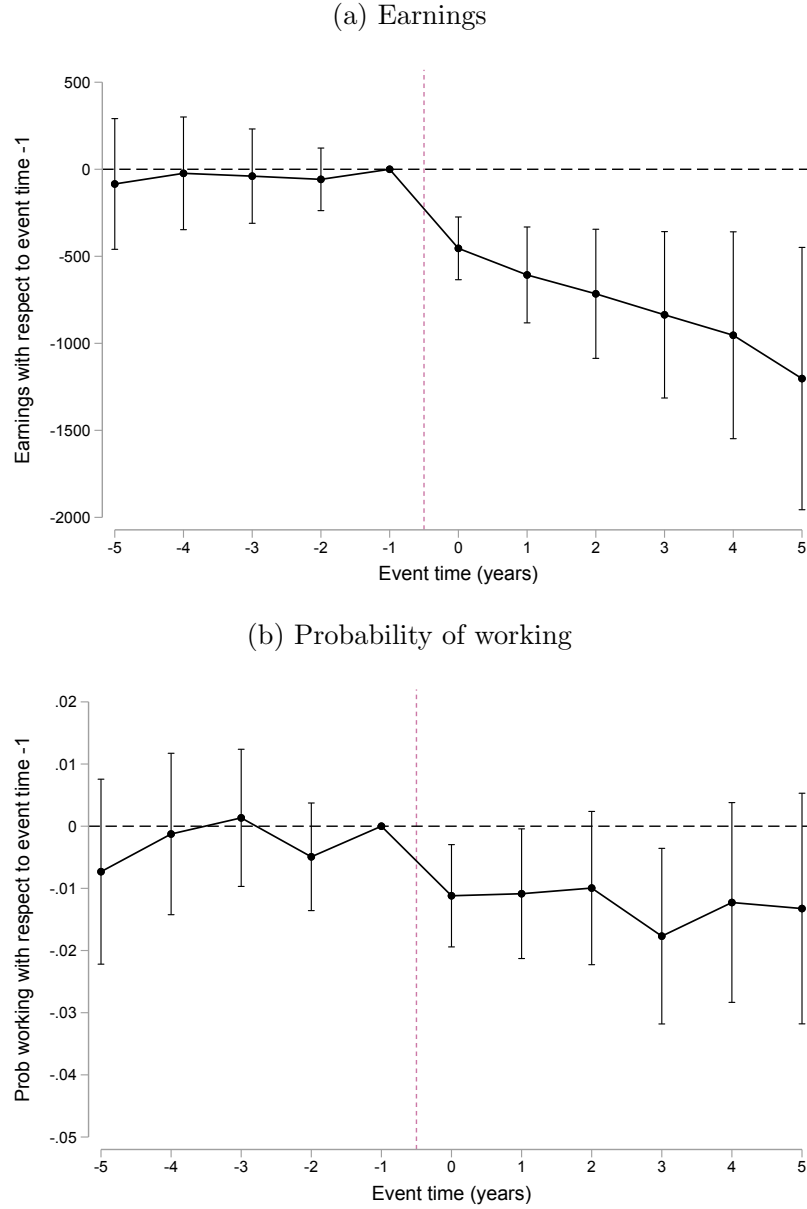 (a) Earnings
Earnings with respect to event time -1
500
0
-500
-1000
-1500
-2000
-5 -4 -3 -2 -1 0 1 2 3 4 5
Event time (years)
(b) Probability of working
Prob working with respect to event time -1
.02
.01
0
-.01
-.02
-.03
-.04
-.05
-5 -4 -3 -2 -1 0 1 2 3 4 5
Event time (years)